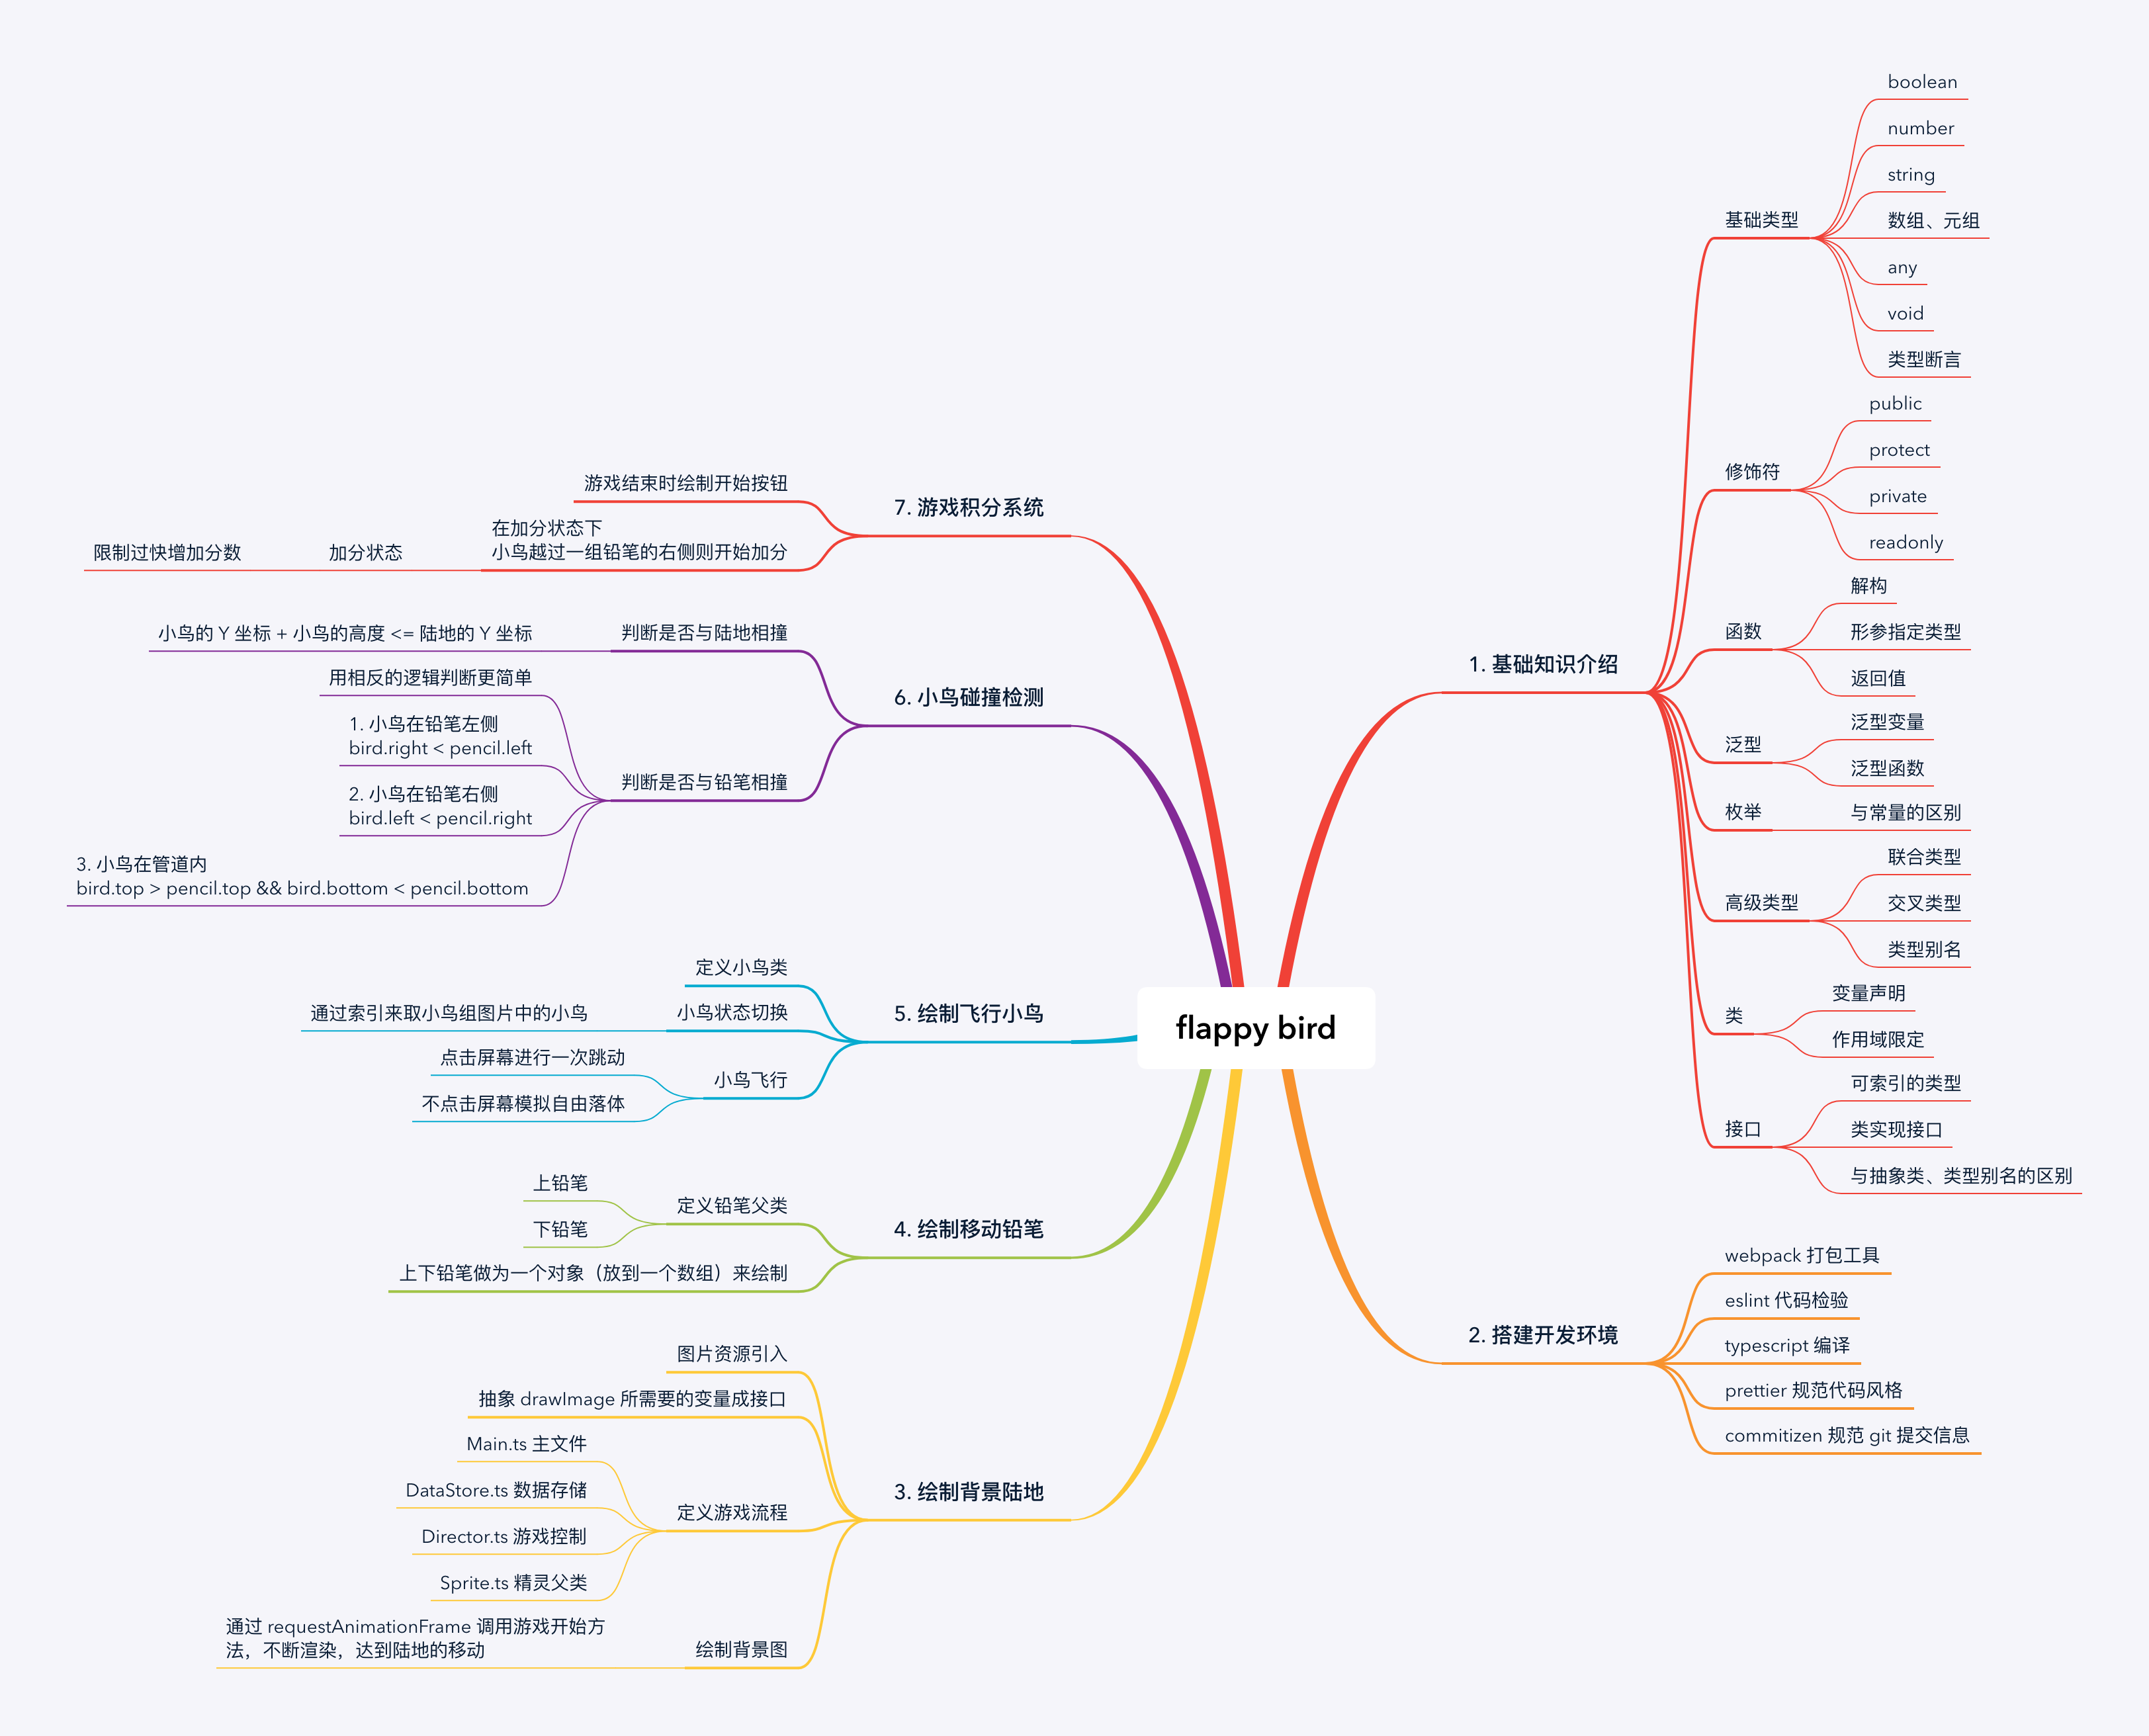 flappy bird
1. 基础知识介绍
基础类型
boolean
number
string
数组、元组
any
void
类型断言
修饰符
public
protect
private
readonly
函数
解构
形参指定类型
返回值
泛型
泛型变量
泛型函数
枚举
与常量的区别
高级类型
联合类型
交叉类型
类型别名
类
变量声明
作用域限定
接口
可索引的类型
类实现接口
与抽象类、类型别名的区别
2. 搭建开发环境
webpack 打包工具
eslint 代码检验
typescript 编译
prettier 规范代码风格
commitizen 规范 git 提交信息
3. 绘制背景陆地
图片资源引入
抽象 drawImage 所需要的变量成接口
定义游戏流程
Main.ts 主文件
DataStore.ts 数据存储
Director.ts 游戏控制
Sprite.ts 精灵父类
绘制背景图
通过 requestAnimationFrame 调用游戏开始方
法，不断渲染，达到陆地的移动
4. 绘制移动铅笔
定义铅笔父类
上铅笔
下铅笔
上下铅笔做为一个对象（放到一个数组）来绘制
5. 绘制飞行小鸟
定义小鸟类
小鸟状态切换
通过索引来取小鸟组图片中的小鸟
小鸟飞行
点击屏幕进行一次跳动
不点击屏幕模拟自由落体
6. 小鸟碰撞检测
判断是否与陆地相撞
小鸟的 Y 坐标 + 小鸟的高度 <= 陆地的 Y 坐标
判断是否与铅笔相撞
用相反的逻辑判断更简单
1. 小鸟在铅笔左侧
bird.right < pencil.left
2. 小鸟在铅笔右侧
bird.left < pencil.right
3. 小鸟在管道内
bird.top > pencil.top && bird.bottom < pencil.bottom
7. 游戏积分系统
游戏结束时绘制开始按钮
在加分状态下
小鸟越过一组铅笔的右侧则开始加分
加分状态
限制过快增加分数